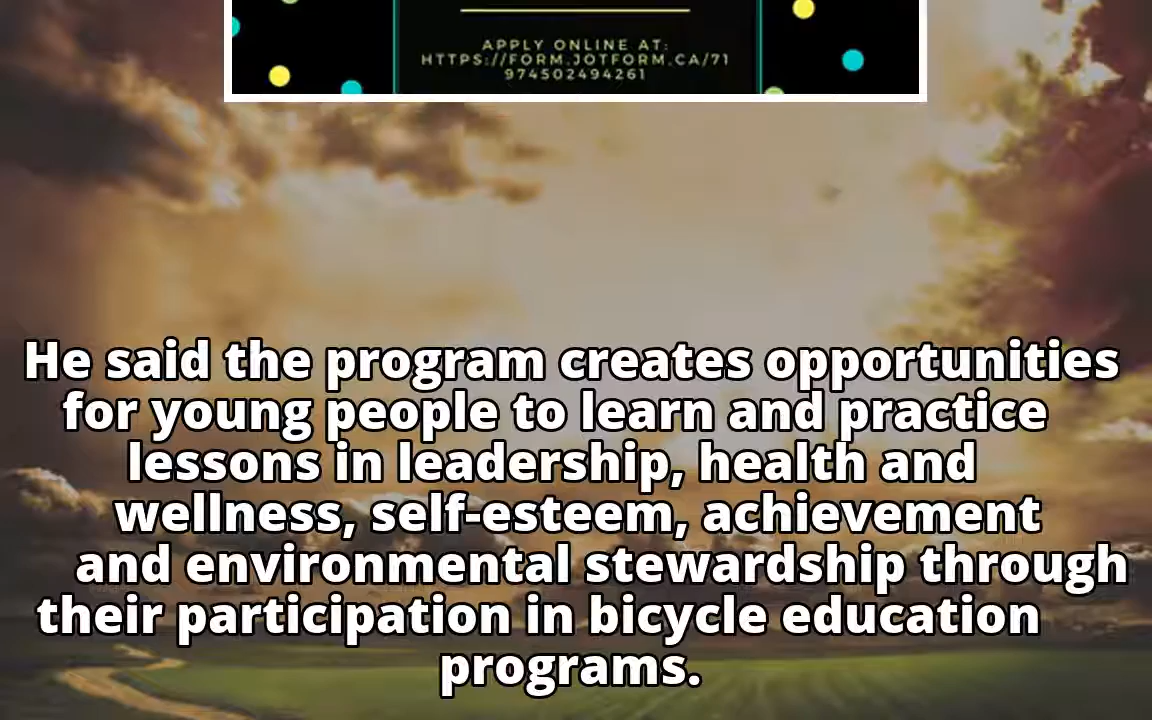 APPLY ONLINE AT:
HTTPS://FORM.JOTFORM.CA/71
974502494261
He said the program creates opportunities
for young people to learn and practice
lessons in leadership, health and
wellness, self-esteem, achievement
and environmental stewardship through
their participation in bicycle education
programs.